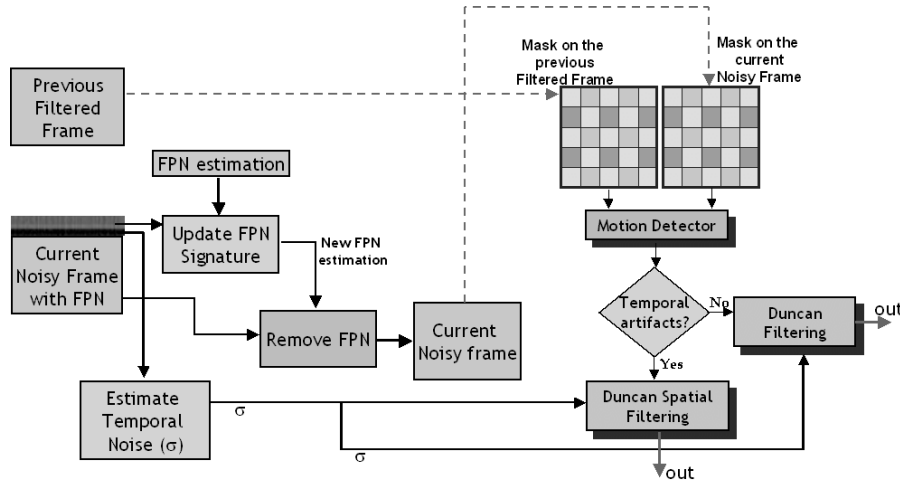 Mask on the
previous
Filtered Frame
Mask on the
current
Noisy Frame
Previous
Filtered
Frame
FPN estimation
Update FPN
Signature
New FPN
estimation
Current
Noisy Frame
with FPN
Remove FPN
Current
Noisy frame
Motion Detector
Temporal
artifacts?
No
Yes
Duncan
Filtering
out
Estimate
Temporal
Noise (σ)
σ
σ
Duncan Spatial
Filtering
out